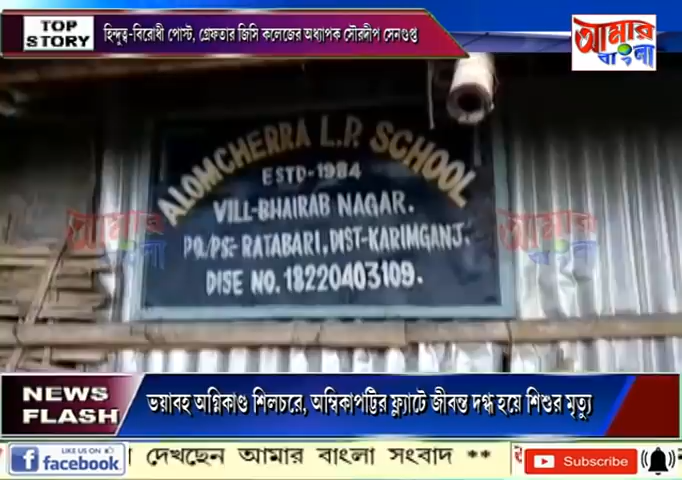 TOP STORY
হিন্দুত্ব-বিরোধী পোস্ট, গ্রেফতার জিসি কলেজের অধ্যাপক সৌরদীপ সেনগুপ্ত
আমার বাংলা
ALOMCHERRA L.P. SCHOOL
ESTD-1984
VILL-BHAIRAB NAGAR.
PO/PS:- RATABARI, DIST-KARIMGANJ.
DISE NO. 18220403109.
আমার বাংলা
আমার বাংলা
NEWS FLASH
ভয়াবহ অগ্নিকাণ্ড শিলচরে, অম্বিকাপট্টির ফ্ল্যাটে জীবন্ত দগ্ধ হয়ে শিশুর মৃত্যু
LIKE US ON
facebook
দেখছেন আমার বাংলা সংবাদ **
Subscribe